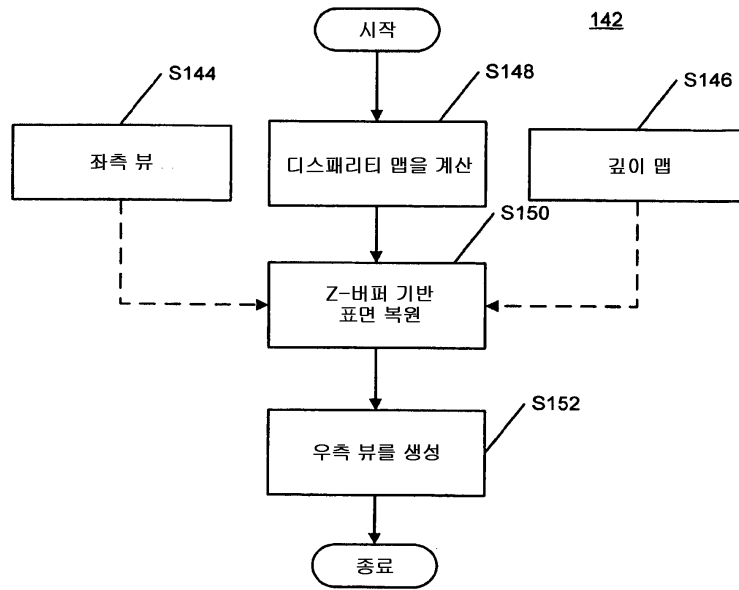 시작
142
S144
S148
S146
좌측 뷰
디스패리티 맵을 계산
깊이 맵
S150
Z-버퍼 기반
표면 복원
S152
우측 뷰를 생성
종료